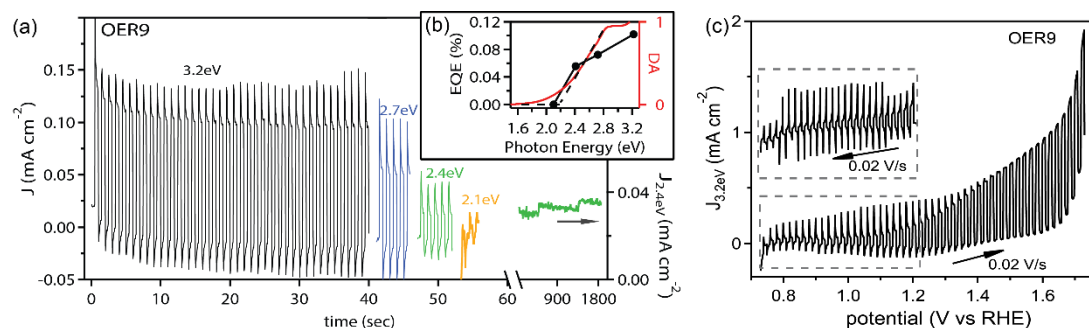 (a)
OER9
J (mA cm⁻²)
0.15
0.10
0.05
0.00
-0.05
3.2eV
2.7eV
2.4eV
2.1eV
0 10 20 30 40 50 60 900 1800
time (sec)
J2.4eV (mA cm⁻²)
0.04
0.00
(b)
EQE (%)
0.12
0.08
0.04
0.00
1.5 2.0 2.4 2.8 3.2
Photon Energy (eV)
DA
1
0
(c)
OER9
J3.2eV (mA cm⁻²)
2
1
0
0.02 V/s
0.02 V/s
0.8 1.0 1.2 1.4 1.6
potential (V vs RHE)